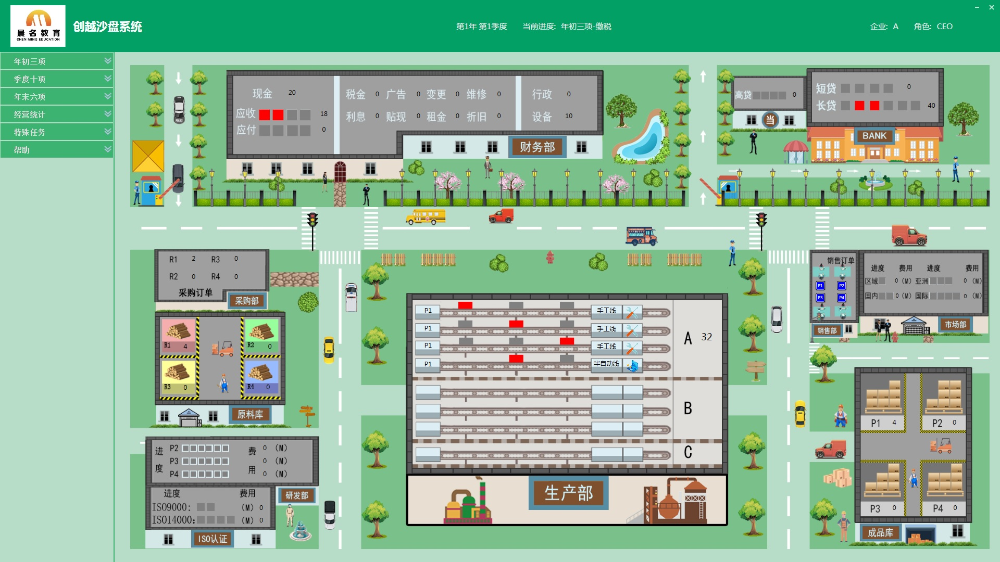 晨名教育
CHEN MING EDUCATION
创越沙盘系统
第1年 第1季度 当前进度: 年初三项-缴税
企业: A 角色: CEO
年初三项
季度十项
年末六项
经营统计
特殊任务
帮助
现金 20
应收 18
应付 0
税金 0 广告 0 变更 0 维修 0
利息 0 贴现 0 租金 0 折旧 0
行政 0
设备 10
财务部
高贷 0
当
短贷 0
长贷 40
BANK
POLICE
R1 2 R3 0
R2 0 R4 0
采购订单
采购部
R1 4
R2 0
R3 0
R4 0
原料库
进度
P2
P3
P4
费用
0 (M)
0 (M)
0 (M)
进度 费用
ISO9000: (M) 0
ISO14000: (M) 0
研发部
ISO认证
P1 手工线
P1 手工线
P1 手工线
P1 半自动线
A 32
B
C
生产部
销售订单
P1 P2
P3 P4
销售部
进度 费用 进度 费用
区域 0 (M) 亚洲 0 (M)
国内 0 (M) 国际 0 (M)
市场部
P1 4
P2 0
P3 0
P4 0
成品库